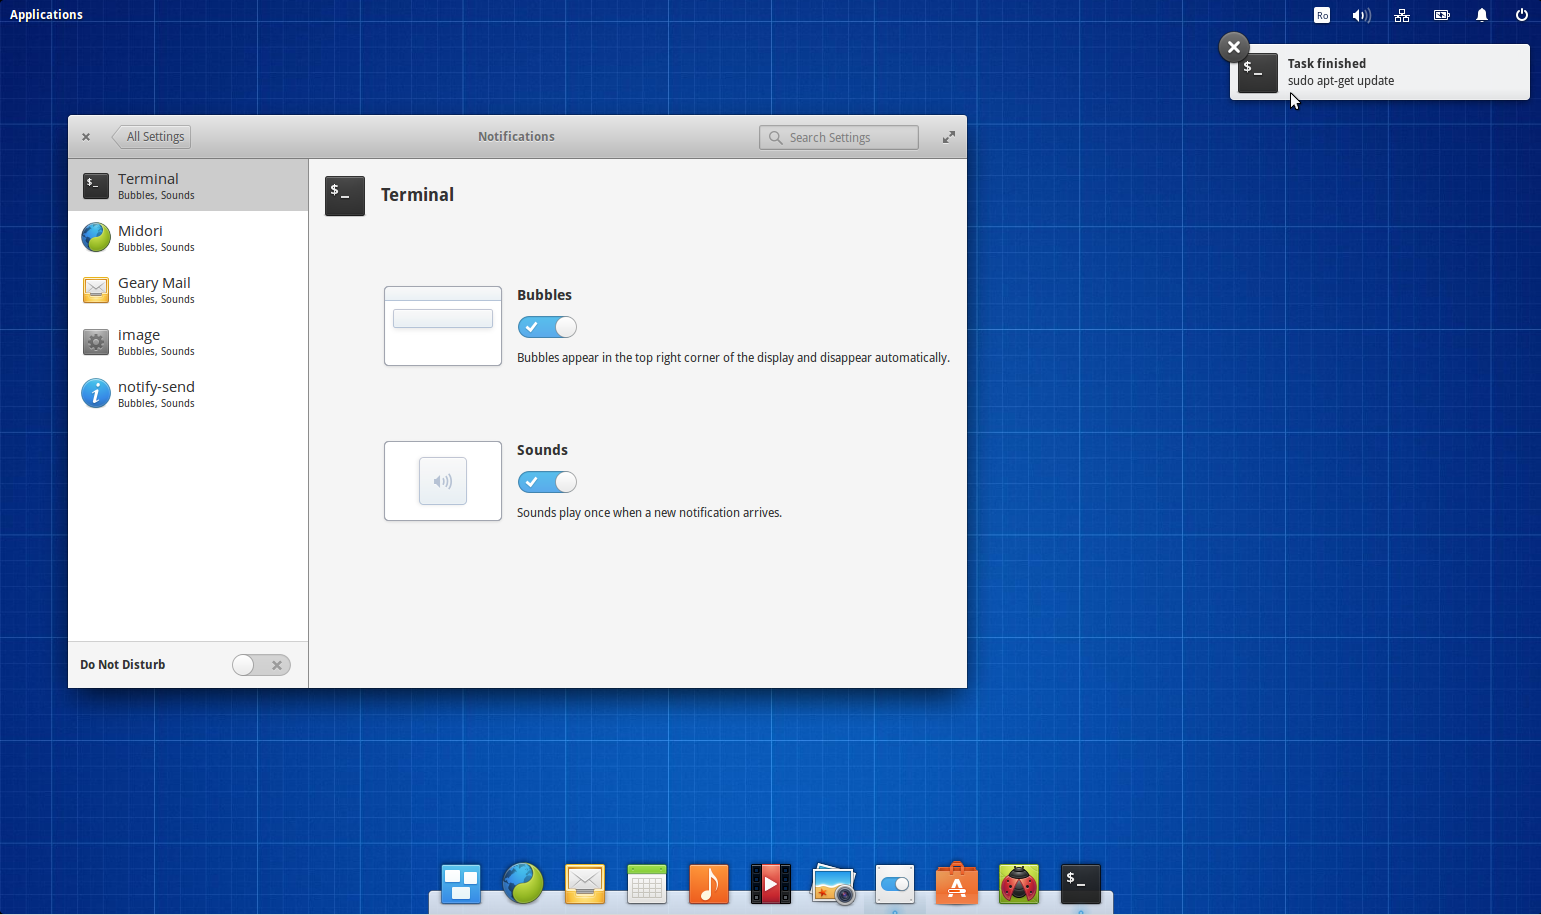 Applications
Ro
Task finished
sudo apt-get update
All Settings
Notifications
Search Settings
Terminal
Bubbles, Sounds
Midori
Bubbles, Sounds
Geary Mail
Bubbles, Sounds
image
Bubbles, Sounds
notify-send
Bubbles, Sounds
Do Not Disturb
$_
Terminal
Bubbles
Bubbles appear in the top right corner of the display and disappear automatically.
Sounds
Sounds play once when a new notification arrives.